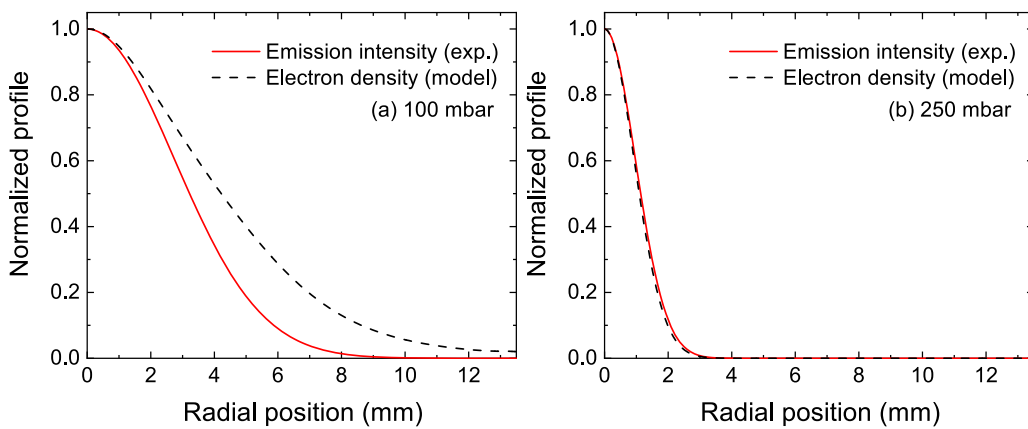 1.0
0.8
0.6
0.4
0.2
0.0
0 2 4 6 8 10 12
Normalized profile
Radial position (mm)
Emission intensity (exp.)
Electron density (model)
(a) 100 mbar
1.0
0.8
0.6
0.4
0.2
0.0
0 2 4 6 8 10 12
Normalized profile
Radial position (mm)
Emission intensity (exp.)
Electron density (model)
(b) 250 mbar